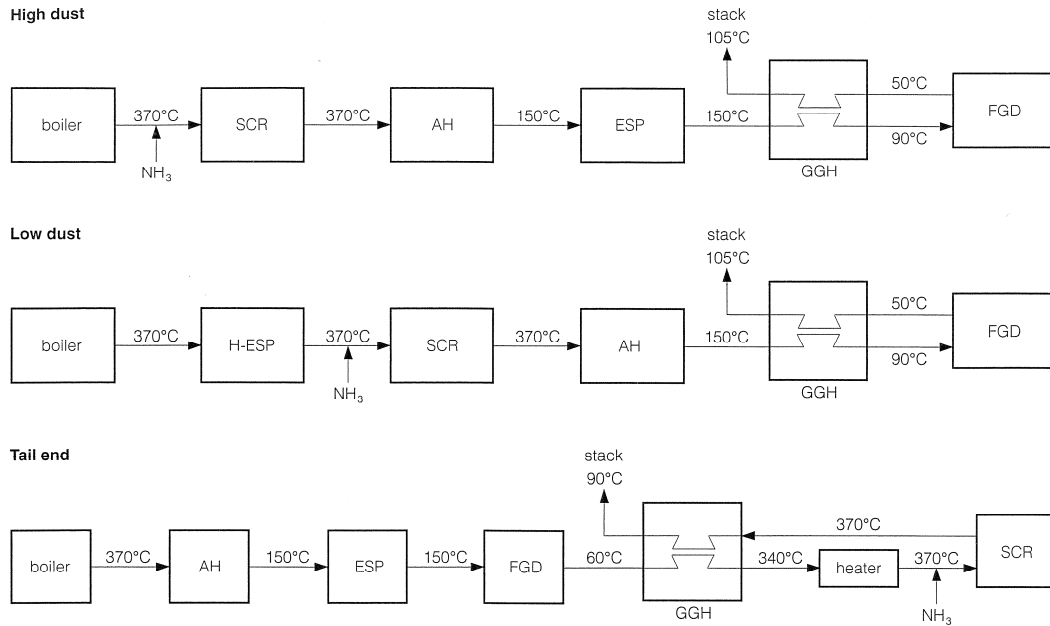 High dust
stack
105°C
boiler
370°C
NH₃
SCR
370°C
AH
150°C
ESP
150°C
GGH
50°C
90°C
FGD
Low dust
stack
105°C
boiler
370°C
H-ESP
370°C
NH₃
SCR
370°C
AH
150°C
GGH
50°C
90°C
FGD
Tail end
stack
90°C
boiler
370°C
AH
150°C
ESP
150°C
FGD
60°C
GGH
370°C
340°C
heater
370°C
NH₃
SCR